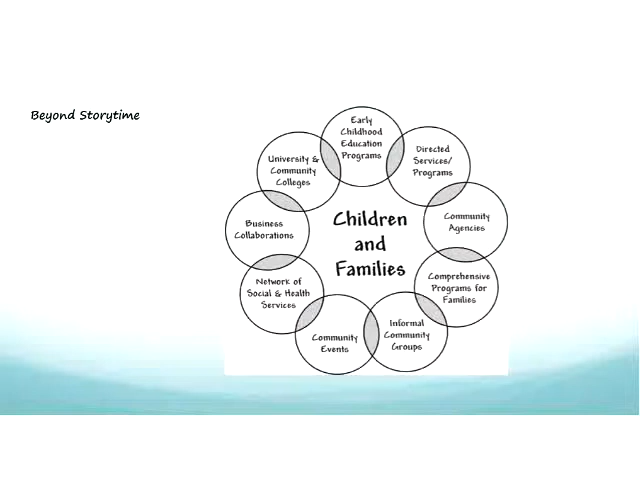 Beyond Storytime
Early
Childhood
Education
Programs
Directed
Services/
Programs
Community
Agencies
Comprehensive
Programs for
Families
Informal
Community
Groups
Community
Events
Network of
Social & Health
Services
Business
Collaborations
University &
Community
Colleges
Children
and
Families